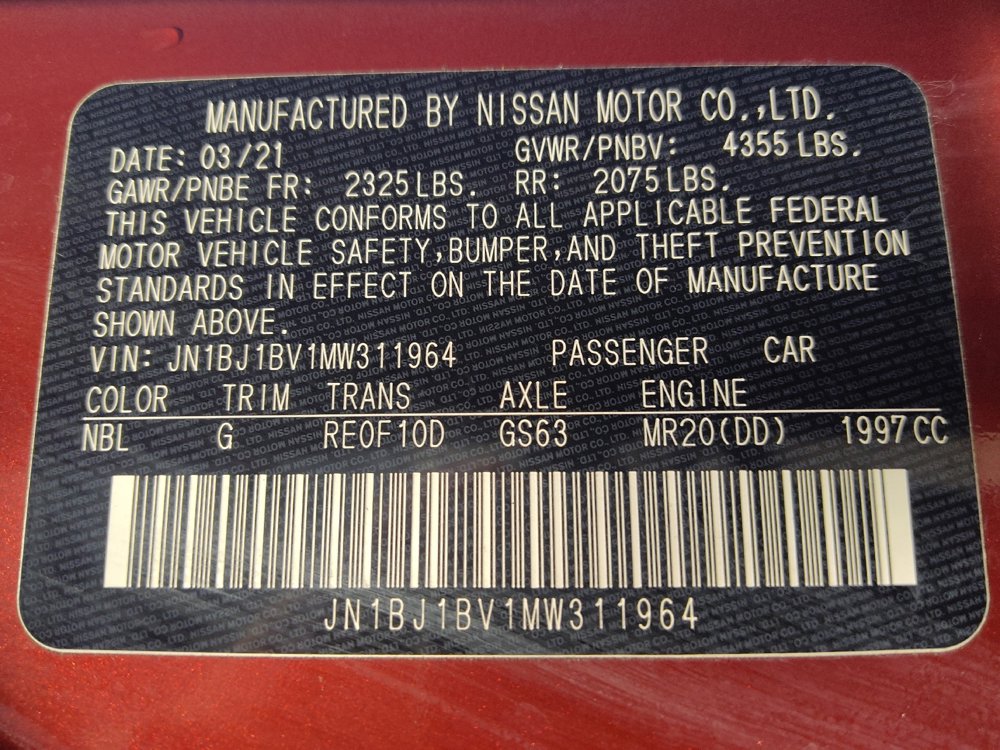 MANUFACTURED BY NISSAN MOTOR CO.,LTD.
DATE: 03/21 GVWR/PNBV: 4355 LBS.
GAWR/PNBE FR: 2325 LBS. RR: 2075 LBS.
THIS VEHICLE CONFORMS TO ALL APPLICABLE FEDERAL
MOTOR VEHICLE SAFETY,BUMPER,AND THEFT PREVENTION
STANDARDS IN EFFECT ON THE DATE OF MANUFACTURE
SHOWN ABOVE.
VIN: JN1BJ1BV1MW311964 PASSENGER CAR
COLOR TRIM TRANS AXLE ENGINE
NBL G RE0F10D GS63 MR20(DD) 1997 CC
JN1BJ1BV1MW311964